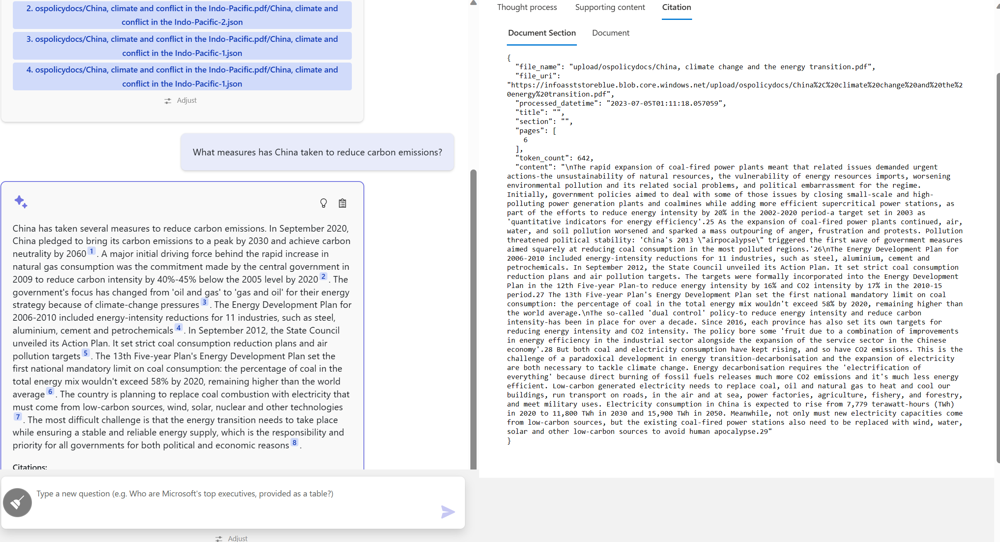 2. ospolicydocs/China, climate and conflict in the Indo-Pacific.pdf/China, climate and
conflict in the Indo-Pacific-2.json
3. ospolicydocs/China, climate and conflict in the Indo-Pacific.pdf/China, climate and
conflict in the Indo-Pacific-1.json
4. ospolicydocs/China, climate and conflict in the Indo-Pacific.pdf/China, climate and
conflict in the Indo-Pacific-1.json
Adjust
What measures has China taken to reduce carbon emissions?
China has taken several measures to reduce carbon emissions. In September 2020,
China pledged to bring its carbon emissions to a peak by 2030 and achieve carbon
neutrality by 2060 1 . A major initial driving force behind the rapid increase in
natural gas consumption was the commitment made by the central government in
2009 to reduce carbon intensity by 40%-45% below the 2005 level by 2020 2 . The
government's focus has changed from 'oil and gas' to 'gas and oil' for their energy
strategy because of climate-change pressures 3 . The Energy Development Plan for
2006-2010 included energy-intensity reductions for 11 industries, such as steel,
aluminium, cement and petrochemicals 4 . In September 2012, the State Council
unveiled its Action Plan. It set strict coal consumption reduction plans and air
pollution targets 5 . The 13th Five-year Plan's Energy Development Plan set the
first national mandatory limit on coal consumption: the percentage of coal in the
total energy mix wouldn't exceed 58% by 2020, remaining higher than the world
average 6 . The country is planning to replace coal combustion with electricity that
must come from low-carbon sources, wind, solar, nuclear and other technologies
7 . The most difficult challenge is that the energy transition needs to take place
while ensuring a stable and reliable energy supply, which is the responsibility and
priority for all governments for both political and economic reasons 8 .
Citations:
Type a new question (e.g. Who are Microsoft's top executives, provided as a table?)
Adjust
Thought process Supporting content Citation
Document Section Document
{
"file_name": "upload/ospolicydocs/China, climate change and the energy transition.pdf",
"file_uri":
"https://infoasststoreblue.blob.core.windows.net/upload/ospolicydocs/China%2C%20climate%20change%20and%20the%2
0energy%20transition.pdf",
"processed_datetime": "2023-07-05T01:11:18.057059",
"title": "",
"section": "",
"pages": [
6
],
"token_count": 642,
"content": "\nThe rapid expansion of coal-fired power plants meant that related issues demanded urgent
actions-the unsustainability of natural resources, the vulnerability of energy resources imports, worsening
environmental pollution and its related social problems, and political embarrassment for the regime.
Initially, government policies aimed to deal with some of those issues by closing small-scale and high-
polluting power generation plants and coalmines while adding more efficient supercritical power stations, as
part of the efforts to reduce energy intensity by 20% in the 2002-2020 period-a target set in 2003 as
'quantitative indicators for energy efficiency'.25 As the expansion of coal-fired power plants continued, air,
water, and soil pollution worsened and sparked a mass outpouring of anger, frustration and protests. Pollution
threatened political stability: 'China's 2013 \"airpocalypse\" triggered the first wave of government measures
aimed squarely at reducing coal consumption in the most polluted regions.'26\nThe Energy Development Plan for
2006-2010 included energy-intensity reductions for 11 industries, such as steel, aluminium, cement and
petrochemicals. In September 2012, the State Council unveiled its Action Plan. It set strict coal consumption
reduction plans and air pollution targets. The targets were formally incorporated into the Energy Development
Plan in the 12th Five-year Plan-to reduce energy intensity by 16% and CO2 intensity by 17% in the 2010-15
period.27 The 13th Five-year Plan's Energy Development Plan set the first national mandatory limit on coal
consumption: the percentage of coal in the total energy mix wouldn't exceed 58% by 2020, remaining higher than
the world average.\nThe so-called 'dual control' policy-to reduce energy intensity and reduce carbon
intensity-has been in place for over a decade. Since 2016, each province has also set its own targets for
reducing energy intensity and CO2 intensity. The policy bore some 'fruit due to a combination of improvements
in energy efficiency in the industrial sector alongside the expansion of the service sector in the Chinese
economy'.28 But both coal and electricity consumption have kept rising, and so have CO2 emissions. This is the
challenge of a paradoxical development in energy transition-decarbonisation and the expansion of electricity
are both necessary to tackle climate change. Energy decarbonisation requires the 'electrification of
everything' because direct burning of fossil fuels releases much more CO2 emissions and it's much less energy
efficient. Low-carbon generated electricity needs to replace coal, oil and natural gas to heat and cool our
buildings, run transport on roads, in the air and at sea, power factories, agriculture, fishery, and forestry,
and meet military uses. Electricity consumption in China is expected to rise from 7,779 terawatt-hours (TWh)
in 2020 to 11,800 TWh in 2030 and 15,900 TWh in 2050. Meanwhile, not only must new electricity capacities come
from low-carbon sources, but the existing coal-fired power stations also need to be replaced with wind, water,
solar and other low-carbon sources to avoid human apocalypse.29"
}